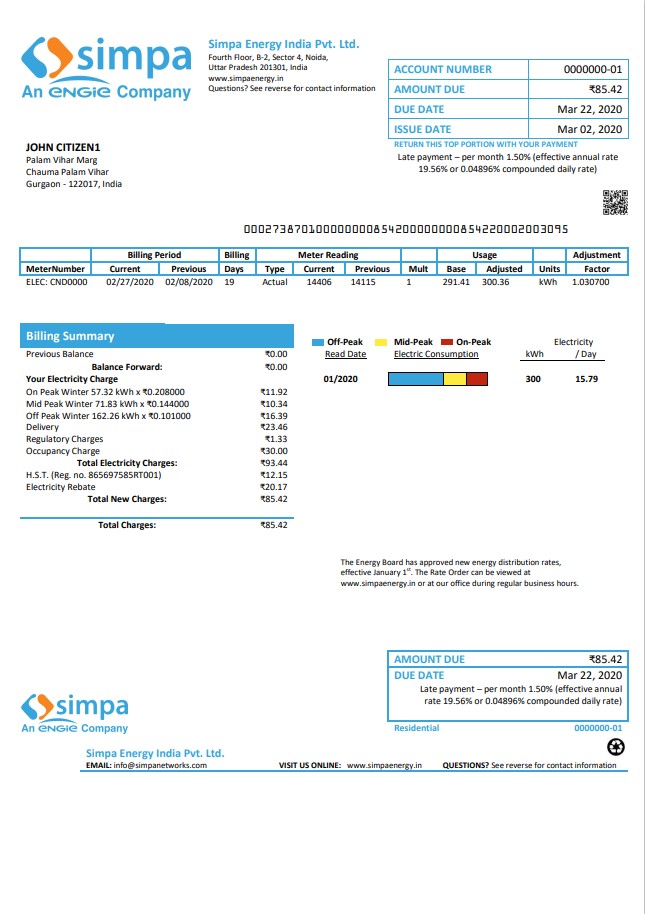 simpa
An ENGIE Company
Simpa Energy India Pvt. Ltd.
Fourth Floor, B-2, Sector 4, Noida,
Uttar Pradesh 201301, India
www.simpaenergy.in
Questions? See reverse for contact information
ACCOUNT NUMBER 0000000-01
AMOUNT DUE ₹85.42
DUE DATE Mar 22, 2020
ISSUE DATE Mar 02, 2020
RETURN THIS TOP PORTION WITH YOUR PAYMENT
Late payment – per month 1.50% (effective annual rate
19.56% or 0.04896% compounded daily rate)
JOHN CITIZEN1
Palam Vihar Marg
Chauma Palam Vihar
Gurgaon - 122017, India
000273870100000000854200000000854220002003095
Billing Period Billing Meter Reading Usage Adjustment
MeterNumber Current Previous Days Type Current Previous Mult Base Adjusted Units Factor
ELEC: CND0000 02/27/2020 02/08/2020 19 Actual 14406 14115 1 291.41 300.36 kWh 1.030700
Billing Summary
Previous Balance ₹0.00
Balance Forward: ₹0.00
Your Electricity Charge
On Peak Winter 57.32 kWh x ₹0.208000 ₹11.92
Mid Peak Winter 71.83 kWh x ₹0.144000 ₹10.34
Off Peak Winter 162.26 kWh x ₹0.101000 ₹16.39
Delivery ₹23.46
Regulatory Charges ₹1.33
Occupancy Charge ₹30.00
Total Electricity Charges: ₹93.44
H.S.T. (Reg. no. 865697585RT001) ₹12.15
Electricity Rebate ₹20.17
Total New Charges: ₹85.42
Total Charges: ₹85.42
Off-Peak Mid-Peak On-Peak Electricity
Read Date Electric Consumption kWh / Day
01/2020 300 15.79
The Energy Board has approved new energy distribution rates,
effective January 1st. The Rate Order can be viewed at
www.simpaenergy.in or at our office during regular business hours.
AMOUNT DUE ₹85.42
DUE DATE Mar 22, 2020
Late payment – per month 1.50% (effective annual
rate 19.56% or 0.04896% compounded daily rate)
Residential 0000000-01
simpa
An ENGIE Company
Simpa Energy India Pvt. Ltd.
EMAIL: info@simpanetworks.com VISIT US ONLINE: www.simpaenergy.in QUESTIONS? See reverse for contact information